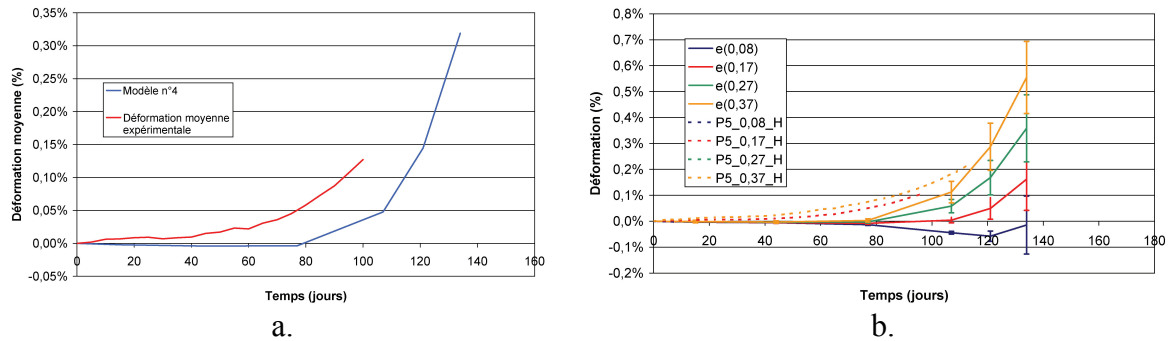 0,35%
0,30%
0,25%
0,20%
0,15%
0,10%
0,05%
0,00%
-0,05%
Déformation moyenne (%)
Modèle n°4
Déformation moyenne
expérimentale
0 20 40 60 80 100 120 140 160
Temps (jours)
a.
0,8%
0,7%
0,6%
0,5%
0,4%
0,3%
0,2%
0,1%
0,0%
-0,1%
-0,2%
Déformation (%)
e(0,08)
e(0,17)
e(0,27)
e(0,37)
P5_0,08_H
P5_0,17_H
P5_0,27_H
P5_0,37_H
0 20 40 60 80 100 120 140 160 180
Temps (jours)
b.